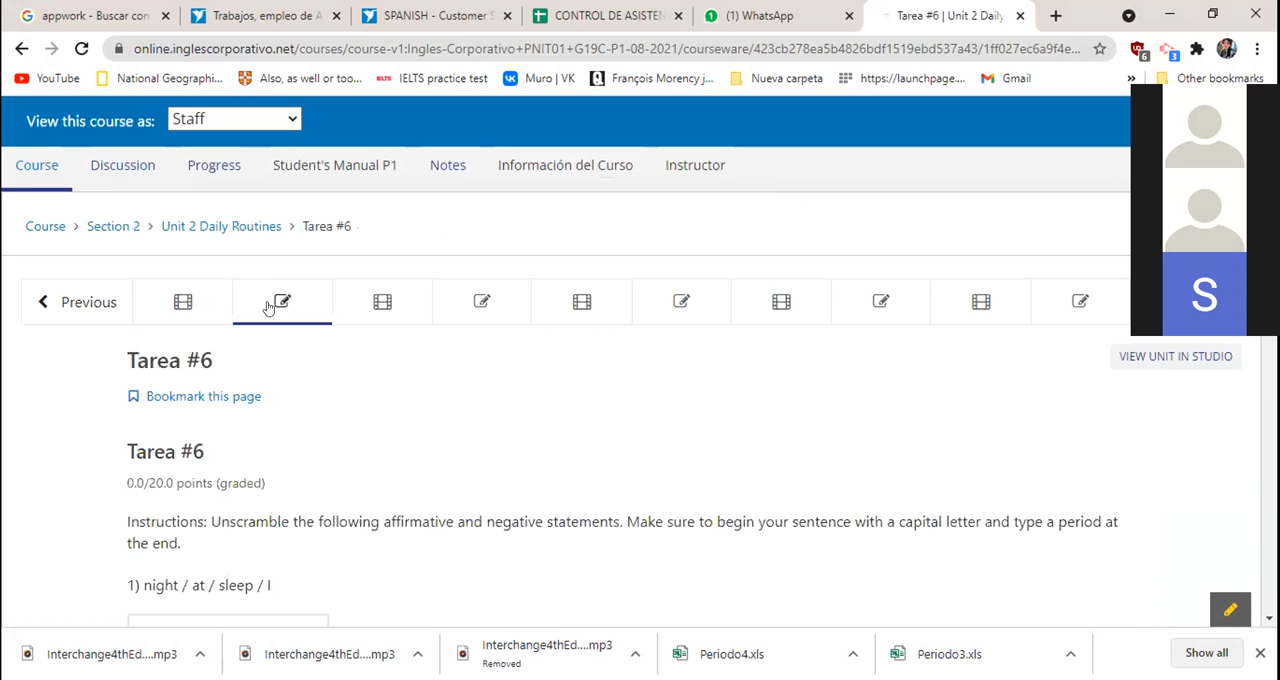 appwork - Buscar con
Trabajos, empleo de A
SPANISH - Customer S
CONTROL DE ASISTEN
(1) WhatsApp
Tarea #6 | Unit 2 Daily
online.inglescorporativo.net/courses/course-v1:Ingles-Corporativo+PNIT01+G19C-P1-08-2021/courseware/423cb278ea5b4826bdf1519ebd537a43/1ff027ec6a9f4e...
6
3
YouTube
National Geographi...
Also, as well or too...
IELTS practice test
Muro | VK
François Morency j...
Nueva carpeta
https://launchpage....
Gmail
»
Other bookmarks
View this course as:
Staff
Course
Discussion
Progress
Student's Manual P1
Notes
Información del Curso
Instructor
Course > Section 2 > Unit 2 Daily Routines > Tarea #6
Previous
S
Tarea #6
VIEW UNIT IN STUDIO
Bookmark this page
Tarea #6
0.0/20.0 points (graded)
Instructions: Unscramble the following affirmative and negative statements. Make sure to begin your sentence with a capital letter and type a period at
the end.
1) night / at / sleep / I
Interchange4thEd....mp3
Interchange4thEd....mp3
Interchange4thEd....mp3
Removed
Periodo4.xls
Periodo3.xls
Show all